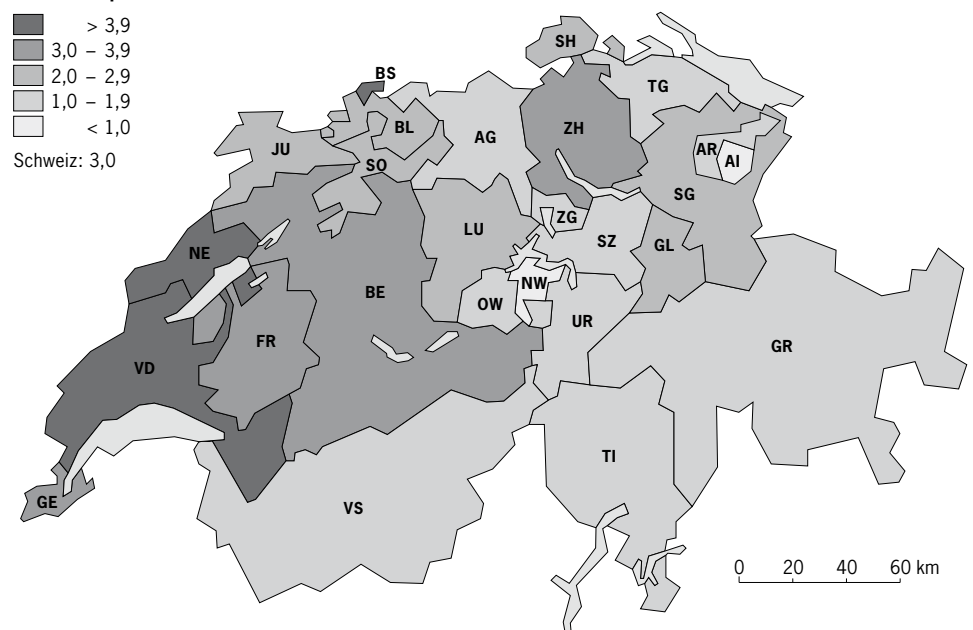 > 3,9
3,0 – 3,9
2,0 – 2,9
1,0 – 1,9
< 1,0
Schweiz: 3,0
SH
BS
TG
BL
ZH
AG
JU
AR
AI
SO
SG
ZG
LU
SZ
GL
NE
NW
BE
OW
UR
FR
GR
VD
TI
GE
VS
0 20 40 60 km